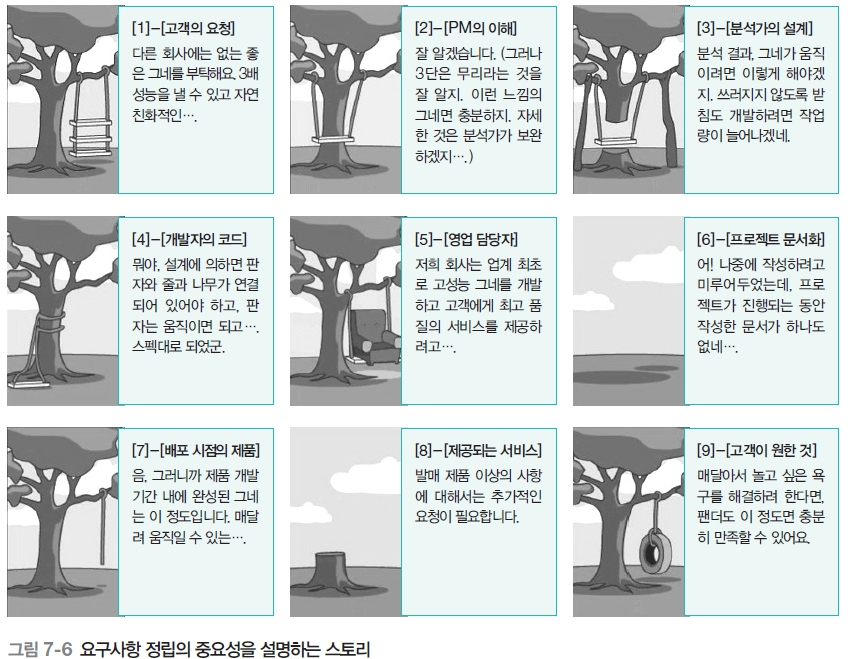 [1]–[고객의 요청]
다른 회사에는 없는 좋
은 그네를 부탁해요. 3배
성능을 낼 수 있고 자연
친화적인….
[2]–[PM의 이해]
잘 알겠습니다. (그러나
3단은 무리라는 것을
잘 알지. 이런 느낌의
그네면 충분하지. 자세
한 것은 분석가가 보완
하겠지….)
[3]–[분석가의 설계]
분석 결과, 그네가 움직
이려면 이렇게 해야겠
지. 쓰러지지 않도록 받
침도 개발하려면 작업
량이 늘어나겠네.
[4]–[개발자의 코드]
뭐야, 설계에 의하면 판
자와 줄과 나무가 연결
되어 있어야 하고, 판
자는 움직이면 되고….
스펙대로 되었군.
[5]–[영업 담당자]
저희 회사는 업계 최초
로 고성능 그네를 개발
하고 고객에게 최고 품
질의 서비스를 제공하
려고….
[6]–[프로젝트 문서화]
어! 나중에 작성하려고
미루어두었는데, 프로
젝트가 진행되는 동안
작성한 문서가 하나도
없네….
[7]–[배포 시점의 제품]
음, 그러니까 제품 개발
기간 내에 완성된 그네
는 이 정도입니다. 매달
려 움직일 수 있는….
[8]–[제공되는 서비스]
발매 제품 이상의 사항
에 대해서는 추가적인
요청이 필요합니다.
[9]–[고객이 원한 것]
매달아서 놀고 싶은 욕
구를 해결하려 한다면,
팬더도 이 정도면 충분
히 만족할 수 있어요.
그림 7-6 요구사항 정립의 중요성을 설명하는 스토리